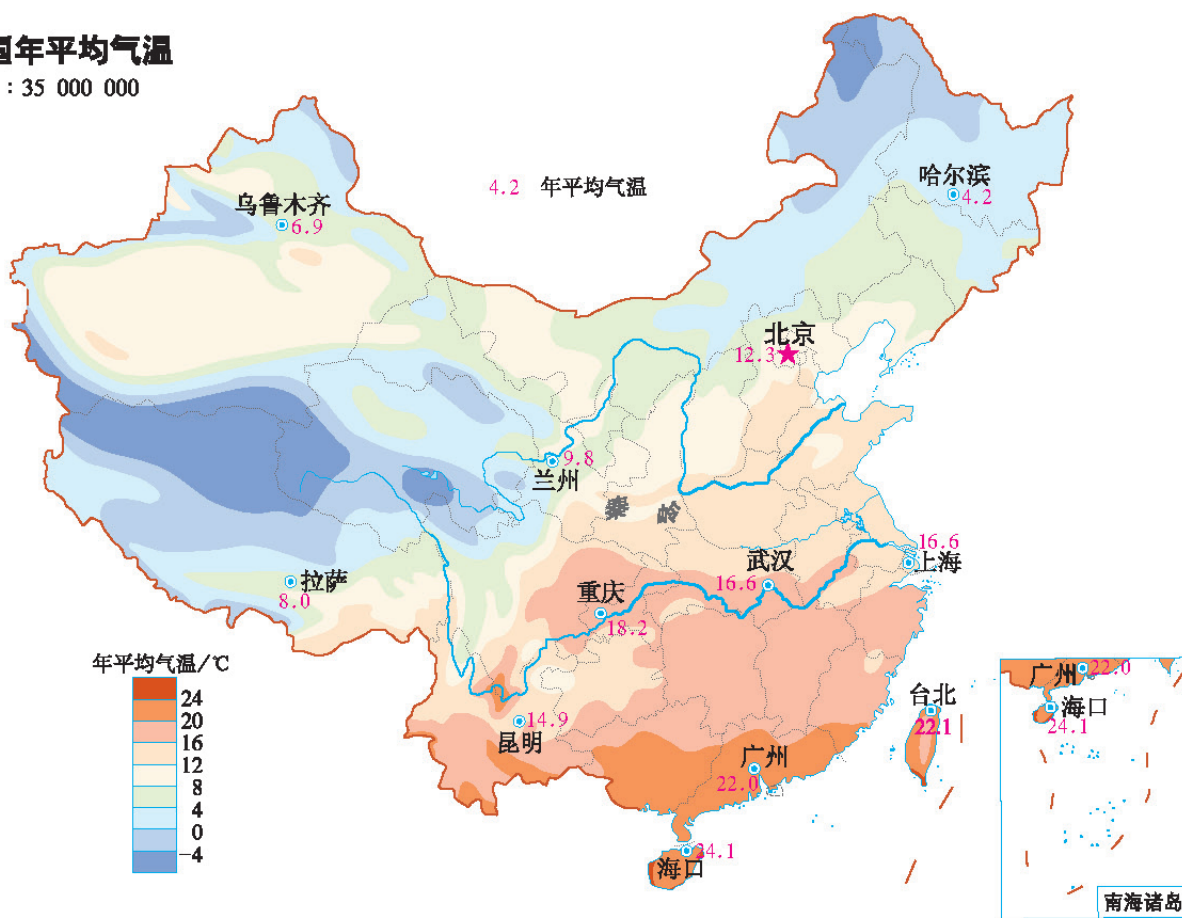 国年平均气温
: 35 000 000
4.2 年平均气温
哈尔滨
4.2
乌鲁木齐
6.9
北京
12.3
9.8
兰州
秦岭
16.6
上海
武汉
16.6
拉萨
8.0
重庆
18.2
14.9
昆明
台北
22.1
广州
22.0
24.1
海口
年平均气温/℃
24
20
16
12
8
4
0
-4
广州
22.0
海口
24.1
南海诸岛